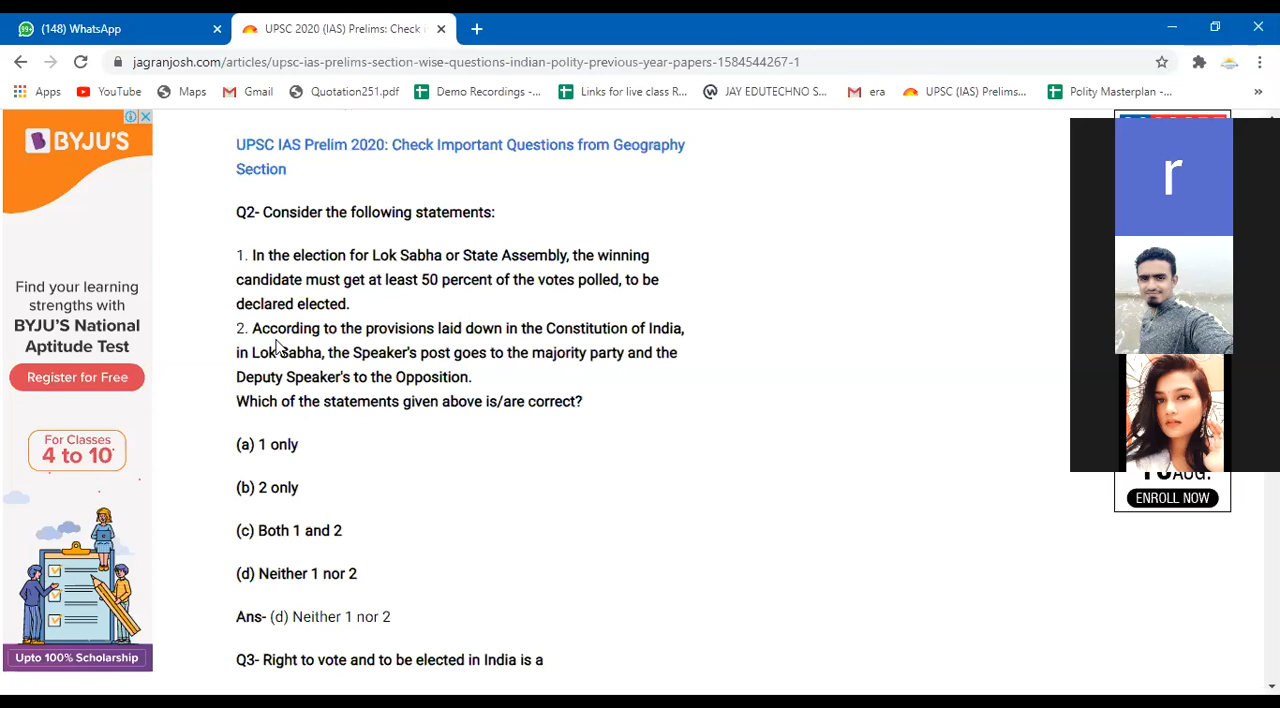 (148) WhatsApp
UPSC 2020 (IAS) Prelims: Check
jagranjosh.com/articles/upsc-ias-prelims-section-wise-questions-indian-polity-previous-year-papers-1584544267-1
Apps YouTube Maps Gmail Quotation251.pdf Demo Recordings -... Links for live class R... JAY EDUTECHNO S... era UPSC (IAS) Prelims... Polity Masterplan -... »
BYJU'S
Find your learning
strengths with
BYJU'S National
Aptitude Test
Register for Free
For Classes
4 to 10*
Upto 100% Scholarship
UPSC IAS Prelim 2020: Check Important Questions from Geography
Section
Q2- Consider the following statements:
1. In the election for Lok Sabha or State Assembly, the winning
candidate must get at least 50 percent of the votes polled, to be
declared elected.
2. According to the provisions laid down in the Constitution of India,
in Lok Sabha, the Speaker's post goes to the majority party and the
Deputy Speaker's to the Opposition.
Which of the statements given above is/are correct?
(a) 1 only
(b) 2 only
(c) Both 1 and 2
(d) Neither 1 nor 2
Ans- (d) Neither 1 nor 2
Q3- Right to vote and to be elected in India is a
r
AUG.
ENROLL NOW